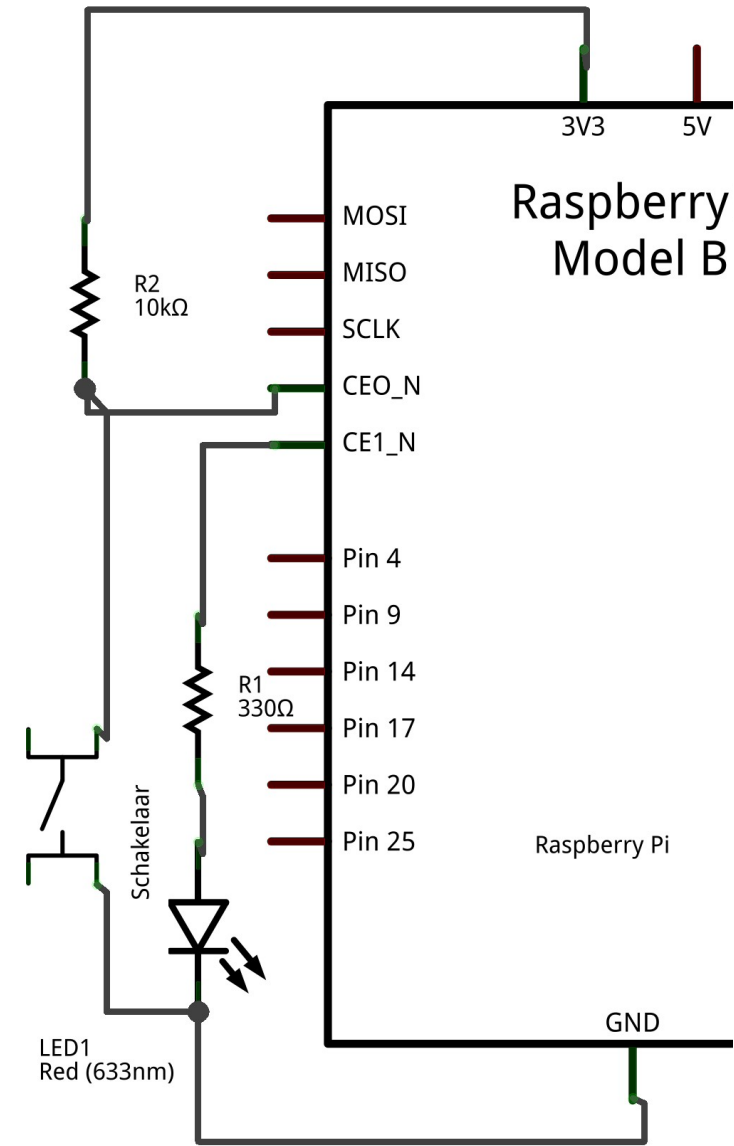 3V3
5V
Raspberry
Model B
MOSI
MISO
SCLK
CEO_N
CE1_N
R2
10kΩ
Pin 4
Pin 9
Pin 14
Pin 17
Pin 20
Pin 25
R1
330Ω
Schakelaar
Raspberry Pi
GND
LED1
Red (633nm)